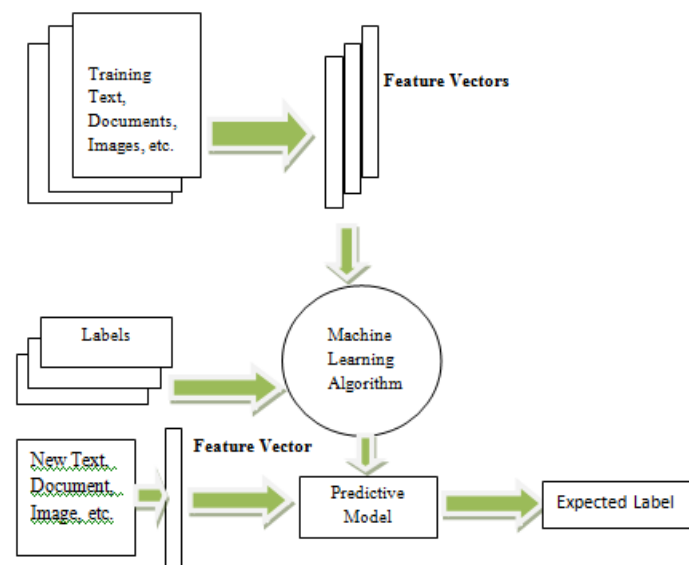 Training
Text,
Documents,
Images, etc.
Feature Vectors
Labels
Machine
Learning
Algorithm
New Text,
Document,
Image, etc.
Feature Vector
Predictive
Model
Expected Label